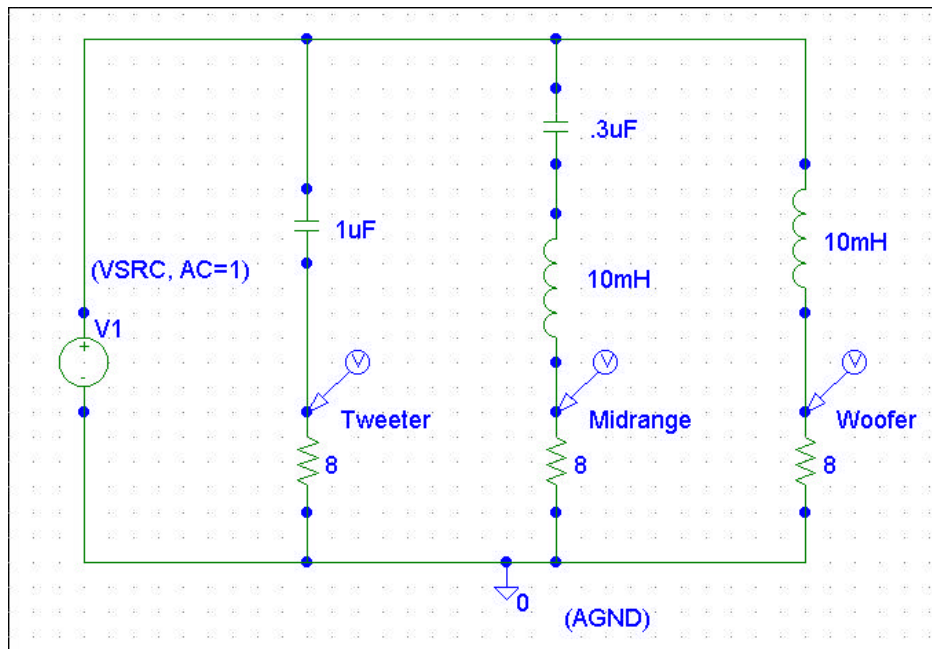 .3uF
1uF
10mH
10mH
(VSRC, AC=1)
V1
+
-
V
V
V
Tweeter
Midrange
Woofer
8
8
8
0
(AGND)